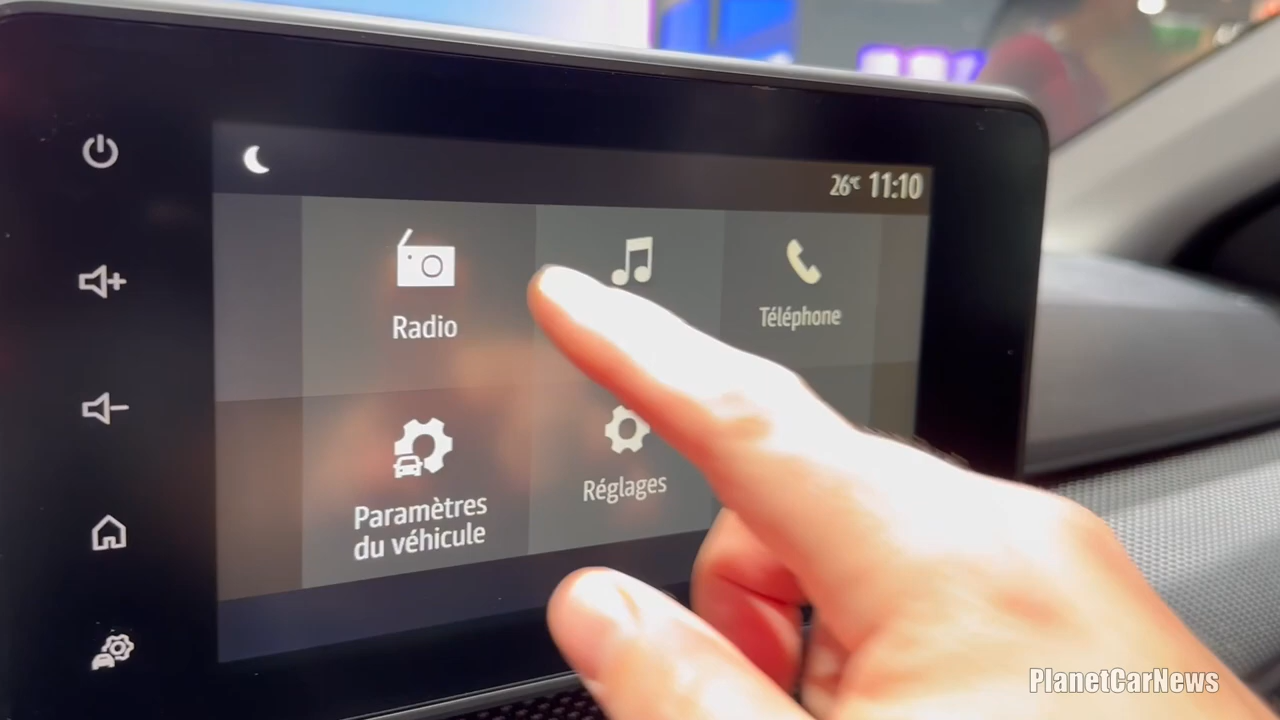 26°C 11:10
Radio
Téléphone
Paramètres
du véhicule
Réglages
PlanetCarNews